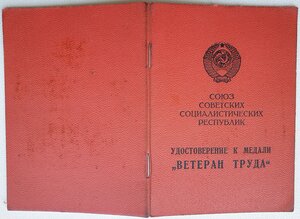 СОЮЗ
СОВЕТСКИХ
СОЦИАЛИСТИЧЕСКИХ
РЕСПУБЛИК
УДОСТОВЕРЕНИЕ К МЕДАЛИ
„ВЕТЕРАН ТРУДА“